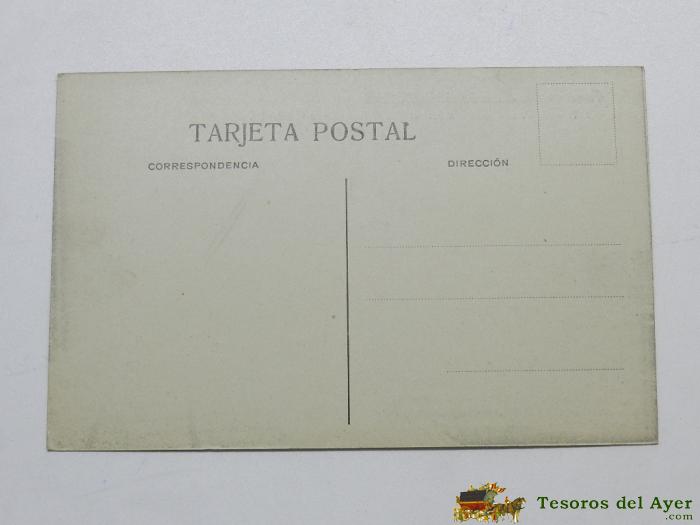 TARJETA POSTAL
CORRESPONDENCIA
DIRECCIÓN
Tesoros del Ayer
.com